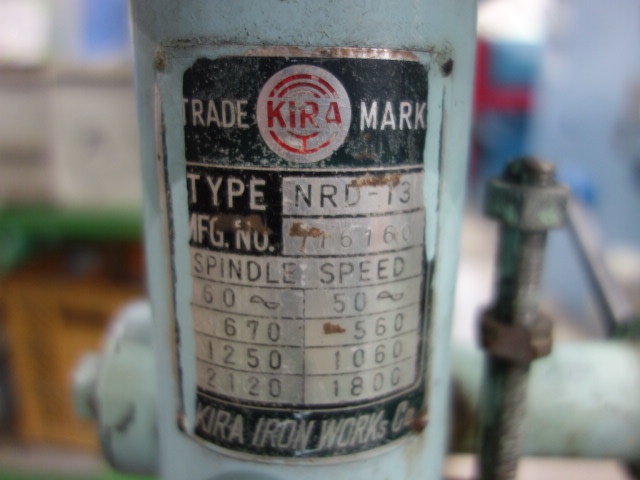 TRADE KIRA MARK
TYPE NRD-13
MFG. NO. 716160
SPINDLE SPEED
60~ 50~
670 560
1250 1060
2120 1800
KIRA IRON WORKS Co.